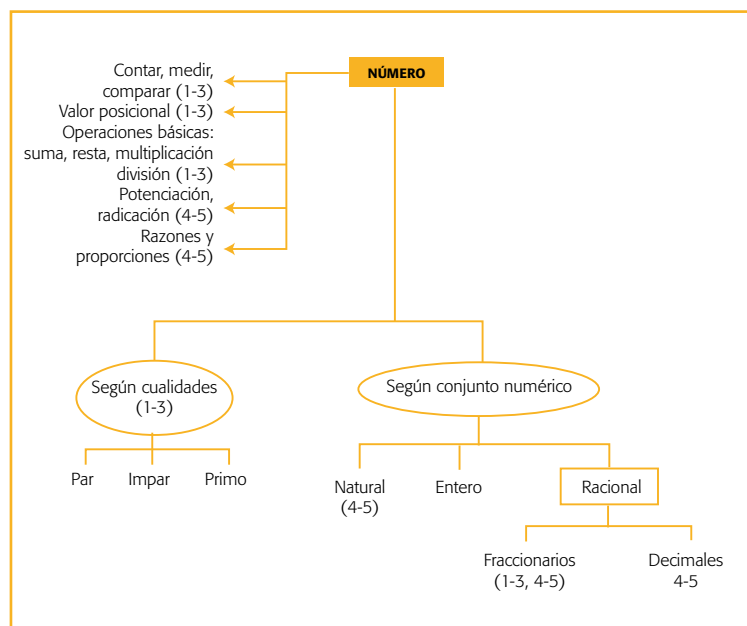 NÚMERO
Contar, medir,
comparar (1-3)
Valor posicional (1-3)
Operaciones básicas:
suma, resta, multiplicación
división (1-3)
Potenciación,
radicación (4-5)
Razones y
proporciones (4-5)
Según cualidades
(1-3)
Según conjunto numérico
Par
Impar
Primo
Natural
(4-5)
Entero
Racional
Fraccionarios
(1-3, 4-5)
Decimales
4-5